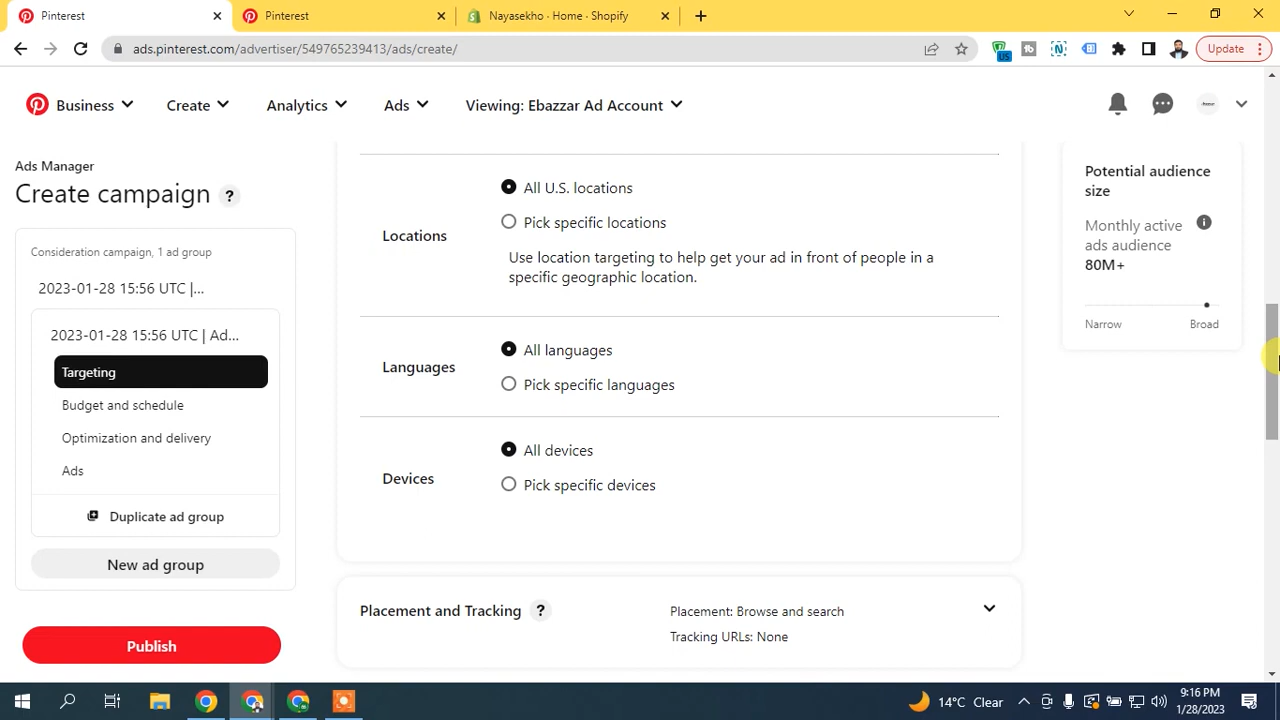 Pinterest
Pinterest
Nayasekho · Home · Shopify
ads.pinterest.com/advertiser/549765239413/ads/create/
US
Update
Business
Create
Analytics
Ads
Viewing: Ebazzar Ad Account
Ads Manager
Create campaign ?
Consideration campaign, 1 ad group
2023-01-28 15:56 UTC |...
2023-01-28 15:56 UTC | Ad...
Targeting
Budget and schedule
Optimization and delivery
Ads
Duplicate ad group
New ad group
Publish
Locations
All U.S. locations
Pick specific locations
Use location targeting to help get your ad in front of people in a
specific geographic location.
Languages
All languages
Pick specific languages
Devices
All devices
Pick specific devices
Placement and Tracking ?
Placement: Browse and search
Tracking URLs: None
Potential audience
size
Monthly active
ads audience
80M+
Narrow
Broad
14°C Clear
9:16 PM
1/28/2023